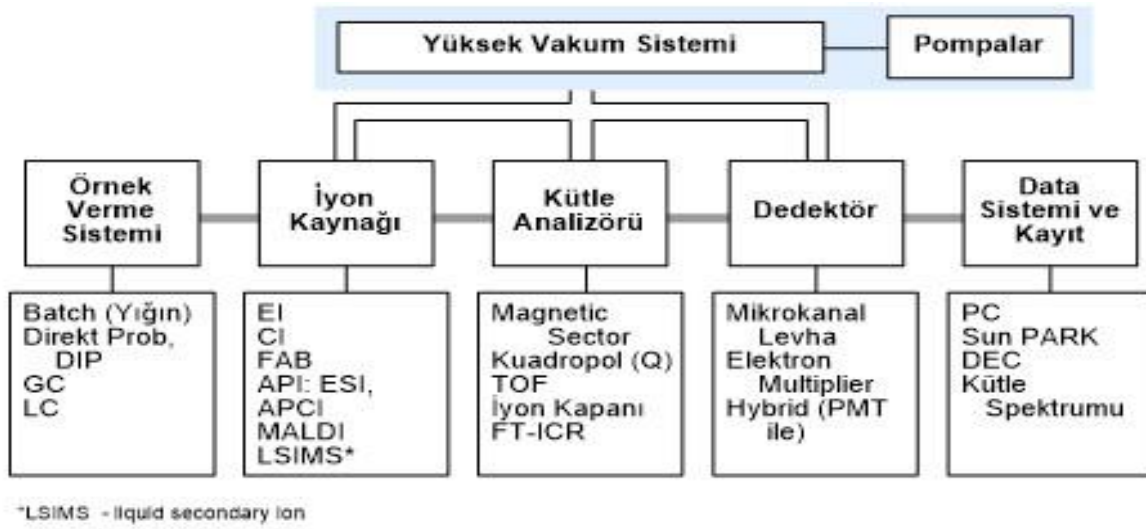 Yüksek Vakum Sistemi
Pompalar
Örnek
Verme
Sistemi
İyon
Kaynağı
Kütle
Analizörü
Dedektör
Data
Sistemi ve
Kayıt
Batch (Yığın)
Direkt Prob,
DIP
GC
LC
EI
CI
FAB
API: ESI,
APCI
MALDI
LSIMS*
Magnetic
Sector
Kuadropol (Q)
TOF
İyon Kapanı
FT-ICR
Mikrokanal
Levha
Elektron
Multiplier
Hybrid (PMT
ile)
PC
Sun PARK
DEC
Kütle
Spektrumu
*LSIMS - liquid secondary ion